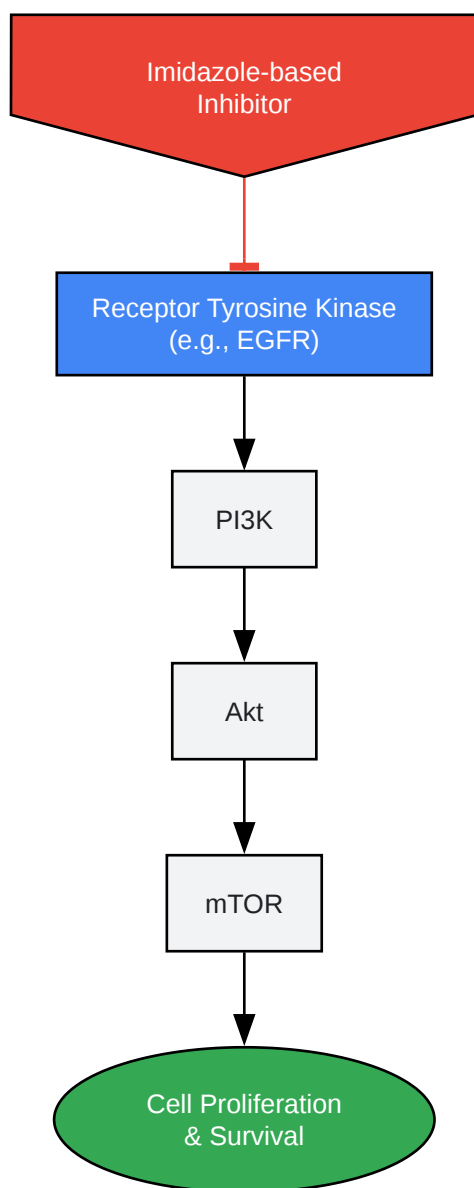 Imidazole-based
Inhibitor
Receptor Tyrosine Kinase
(e.g., EGFR)
PI3K
Akt
mTOR
Cell Proliferation
& Survival